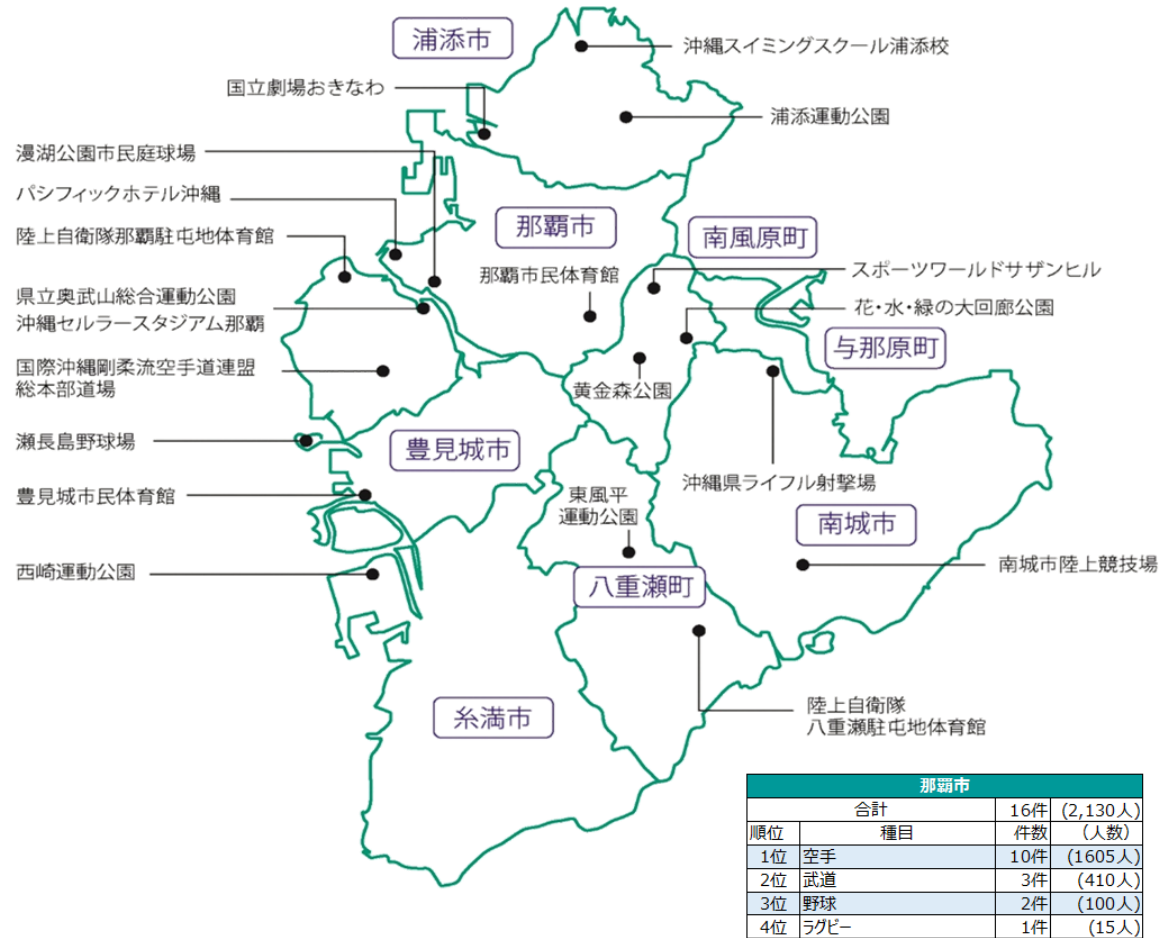 浦添市
沖縄スイミングスクール浦添校
国立劇場おきなわ
浦添運動公園
漫湖公園市民庭球場
パシフィックホテル沖縄
那覇市
南風原町
陸上自衛隊那覇駐屯地体育館
那覇市民体育館
スポーツワールドサザンヒル
県立奥武山総合運動公園
沖縄セルラースタジアム那覇
花・水・緑の大回廊公園
与那原町
国際沖縄剛柔流空手道連盟
総本部道場
黄金森公園
瀬長島野球場
豊見城市
沖縄県ライフル射撃場
豊見城市民体育館
東風平
運動公園
南城市
西崎運動公園
南城市陸上競技場
八重瀬町
糸満市
陸上自衛隊
八重瀬駐屯地体育館
那覇市
合計 16件 (2,130人)
順位 種目 件数 (人数)
1位 空手 10件 (1605人)
2位 武道 3件 (410人)
3位 野球 2件 (100人)
4位 ラグビー 1件 (15人)